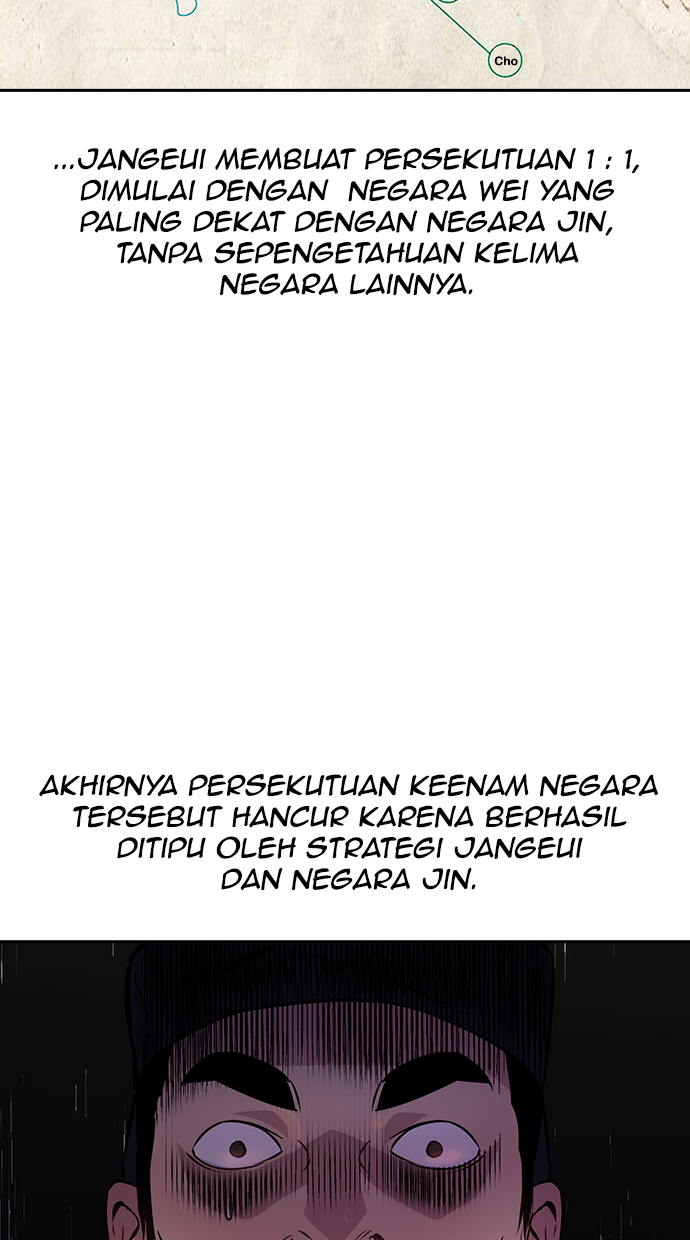 Cho
...JANGEUI MEMBUAT PERSEKUTUAN 1 : 1,
DIMULAI DENGAN NEGARA WEI YANG
PALING DEKAT DENGAN NEGARA JIN,
TANPA SEPENGETAHUAN KELIMA
NEGARA LAINNYA.
AKHIRNYA PERSEKUTUAN KEENAM NEGARA
TERSEBUT HANCUR KARENA BERHASIL
DITIPU OLEH STRATEGI JANGEUI
DAN NEGARA JIN.